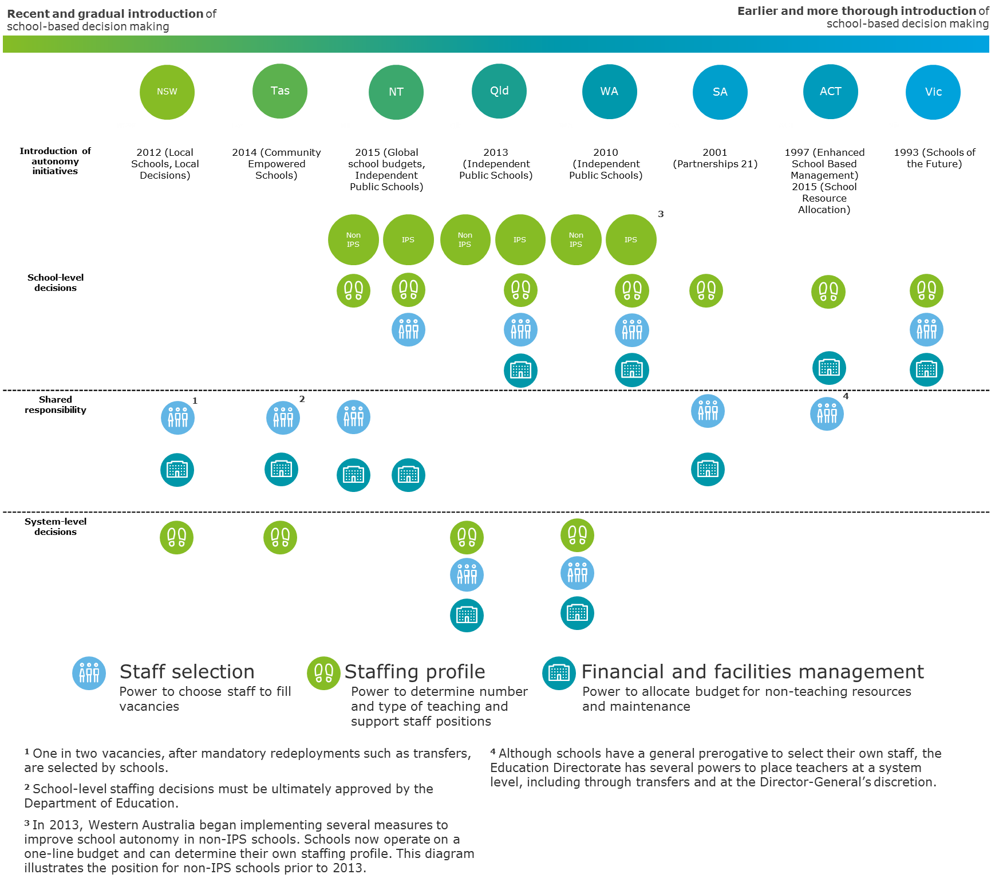 Recent and gradual introduction of
school-based decision making
Earlier and more thorough introduction of
school-based decision making
NSW
Tas
NT
Qld
WA
SA
ACT
Vic
Introduction of
autonomy
initiatives
2012 (Local
Schools, Local
Decisions)
2014 (Community
Empowered
Schools)
2015 (Global
school budgets,
Independent
Public Schools)
2013
(Independent
Public Schools)
2010
(Independent
Public Schools)
2001
(Partnerships 21)
1997 (Enhanced
School Based
Management)
2015 (School
Resource
Allocation)
1993 (Schools of
the Future)
Non
IPS
IPS
Non
IPS
IPS
Non
IPS
IPS
3
School-level
decisions
Shared
responsibility
1
2
4
System-level
decisions
Staff selection
Power to choose staff to fill
vacancies
Staffing profile
Power to determine number
and type of teaching and
support staff positions
Financial and facilities management
Power to allocate budget for non-teaching resources
and maintenance
1 One in two vacancies, after mandatory redeployments such as transfers,
are selected by schools.
2 School-level staffing decisions must be ultimately approved by the
Department of Education.
3 In 2013, Western Australia began implementing several measures to
improve school autonomy in non-IPS schools. Schools now operate on a
one-line budget and can determine their own staffing profile. This diagram
illustrates the position for non-IPS schools prior to 2013.
4 Although schools have a general prerogative to select their own staff, the
Education Directorate has several powers to place teachers at a system
level, including through transfers and at the Director-General’s discretion.